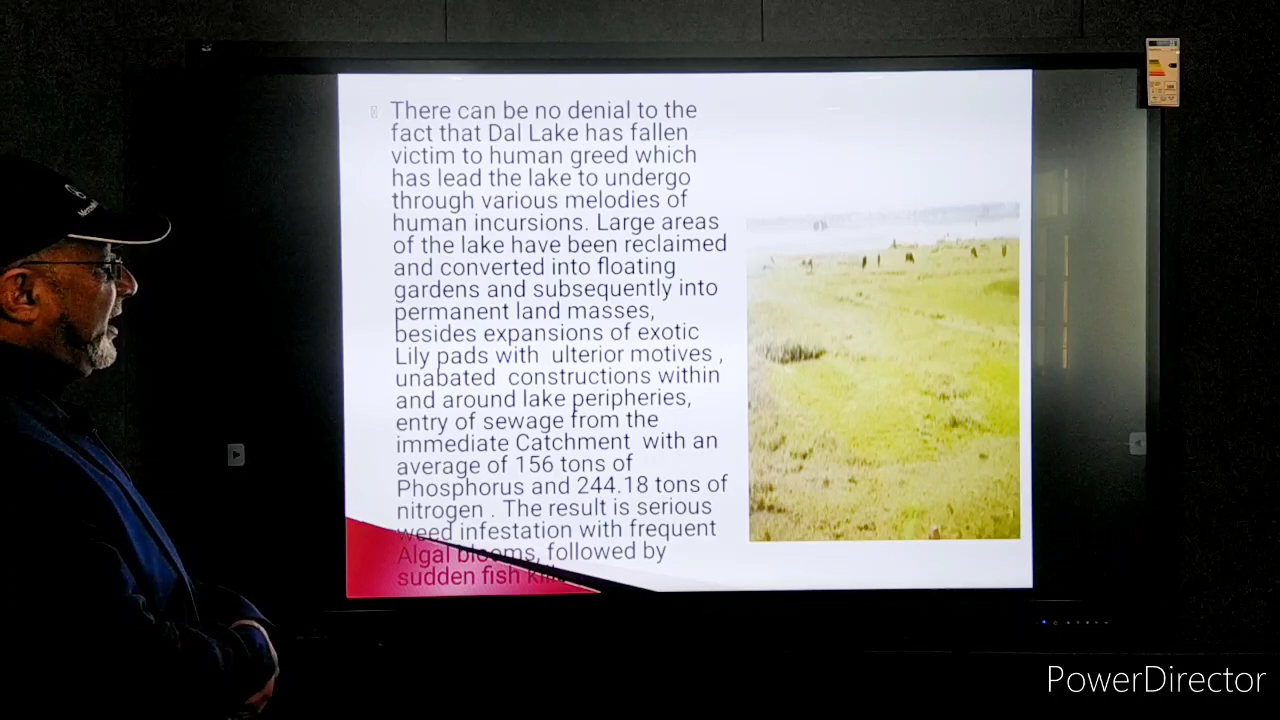 There can be no denial to the
fact that Dal Lake has fallen
victim to human greed which
has lead the lake to undergo
through various melodies of
human incursions. Large areas
of the lake have been reclaimed
and converted into floating
gardens and subsequently into
permanent land masses,
besides expansions of exotic
Lily pads with ulterior motives ,
unabated constructions within
and around lake peripheries,
entry of sewage from the
immediate Catchment with an
average of 156 tons of
Phosphorus and 244.18 tons of
nitrogen . The result is serious
weed infestation with frequent
Algal blooms, followed by
sudden fish kills
PowerDirector